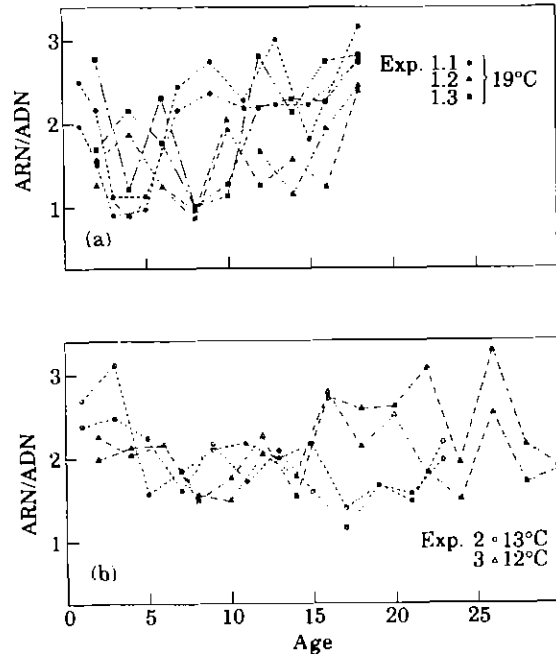 3
2
1
ARN/ADN
(a)
Exp. 1.1
1.2
1.3
19°C
3
2
1
ARN/ADN
(b)
Exp. 2 ∘ 13°C
3 ▵ 12°C
0 5 10 15 20 25
Age